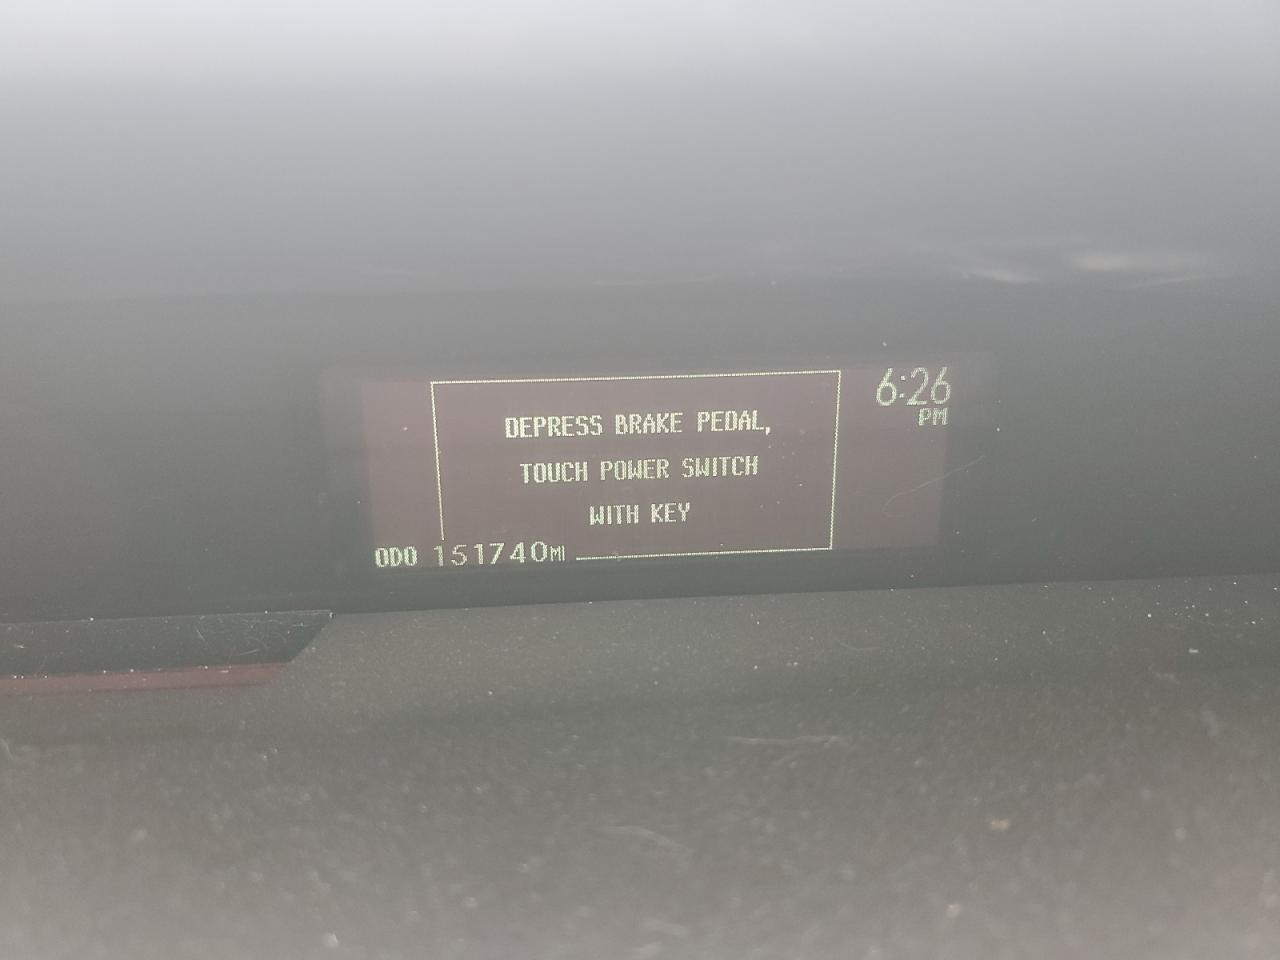 6:26
PM
DEPRESS BRAKE PEDAL,
TOUCH POWER SWITCH
WITH KEY
ODO 151740MI